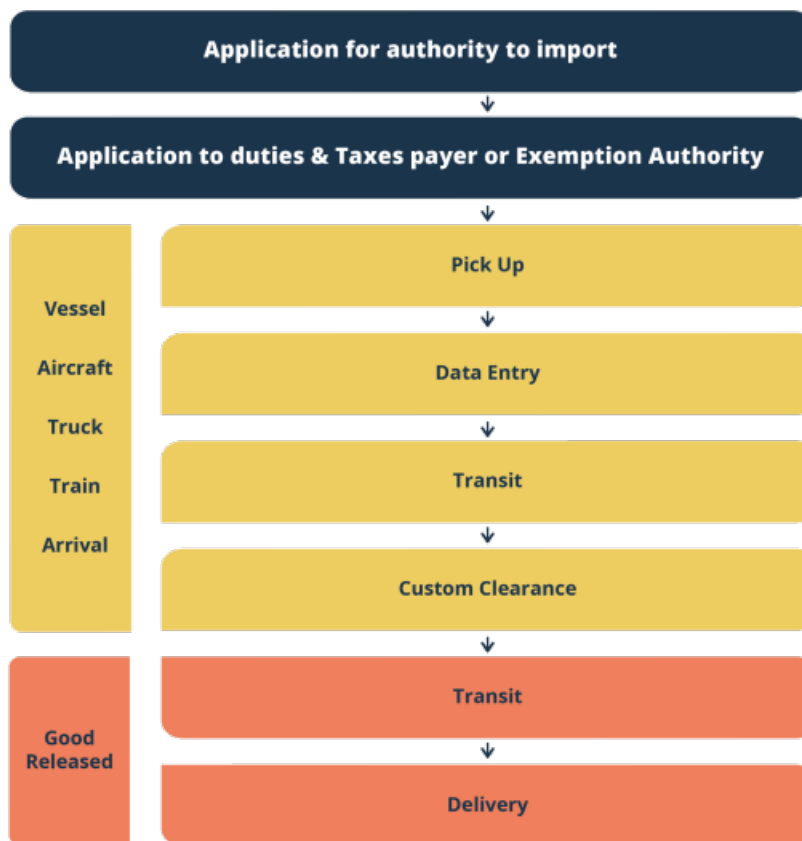 Application for authority to import
Application to duties & Taxes payer or Exemption Authority
Vessel
Aircraft
Truck
Train
Arrival
Pick Up
Data Entry
Transit
Custom Clearance
Good
Released
Transit
Delivery